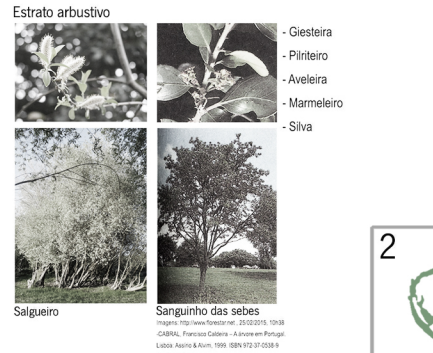 Estrato arbustivo
- Giesteira
- Pilriteiro
- Aveleira
- Marmeleiro
- Silva
Salgueiro
Sanguinho das sebes
Imagens: http://www.florestar.net , 25/02/2015, 10h38
-CABRAL, Francisco Caldeira – A árvore em Portugal.
Lisboa: Assírio & Alvim, 1999. ISBN 972-37-0538-9
2